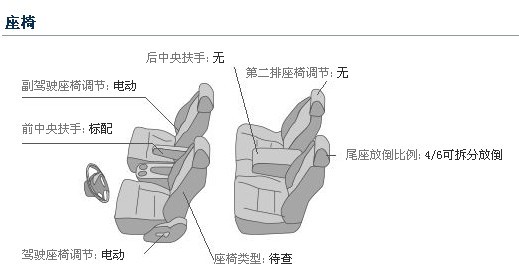 座椅
后中央扶手: 无
第二排座椅调节: 无
副驾驶座椅调节: 电动
前中央扶手: 标配
尾座放倒比例: 4/6可拆分放倒
驾驶座椅调节: 电动
座椅类型: 待查